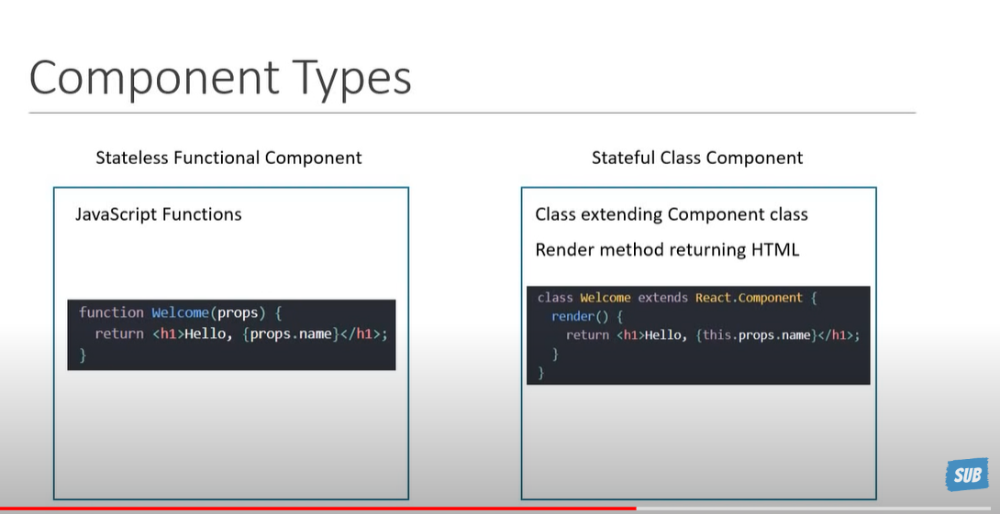 Component Types
Stateless Functional Component
JavaScript Functions
function Welcome(props) {
  return <h1>Hello, {props.name}</h1>;
}
Stateful Class Component
Class extending Component class
Render method returning HTML
class Welcome extends React.Component {
  render() {
    return <h1>Hello, {this.props.name}</h1>;
  }
}
SUB